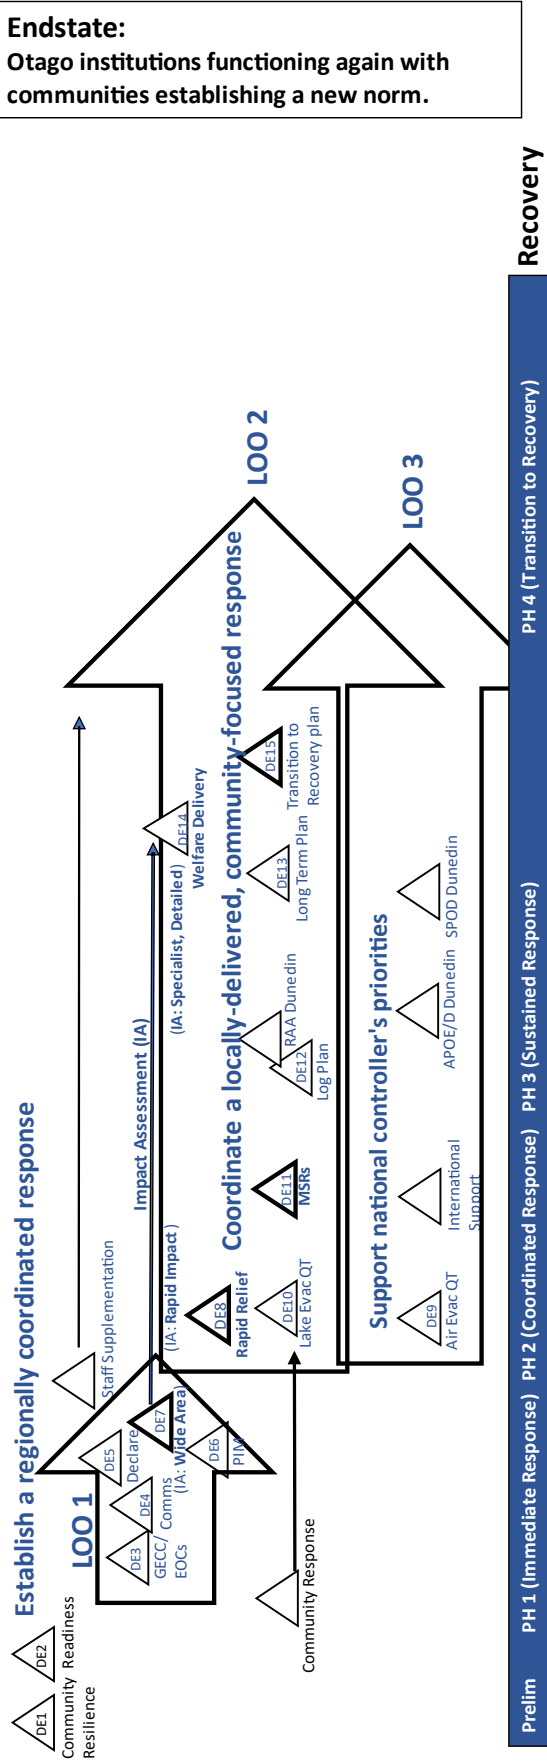 Endstate:
Otago institutions functioning again with
communities establishing a new norm.
Establish a regionally coordinated response
DE1
DE2
Community Readiness
Resilience
LOO 1
DE3
GECC/
EOCs
DE4
Comms
DE5
Declare
DE6
PIM
DE7
(IA: Wide Area)
Staff Supplementation
Impact Assessment (IA)
(IA: Rapid Impact )
(IA: Specialist, Detailed)
DE14
Welfare Delivery
LOO 2
Coordinate a locally-delivered, community-focused response
DE8
Rapid Relief
Community Response
DE10
Lake Evac QT
DE11
MSRs
DE12
Log Plan
RAA Dunedin
DE13
Long Term Plan
DE15
Transition to
Recovery plan
LOO 3
Support national controller's priorities
DE9
Air Evac QT
International
Support
APOE/D Dunedin
SPOD Dunedin
Prelim
PH 1 (Immediate Response)
PH 2 (Coordinated Response)
PH 3 (Sustained Response)
PH 4 (Transition to Recovery)
Recovery